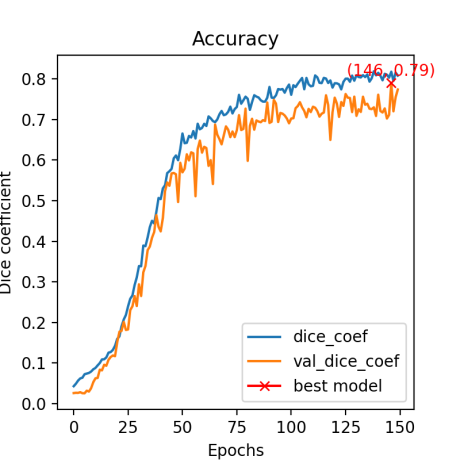 Accuracy
(146, 0.79)
0.8
0.7
0.6
0.5
0.4
0.3
0.2
0.1
0.0
Dice coefficient
dice_coef
val_dice_coef
best model
0 25 50 75 100 125 150
Epochs